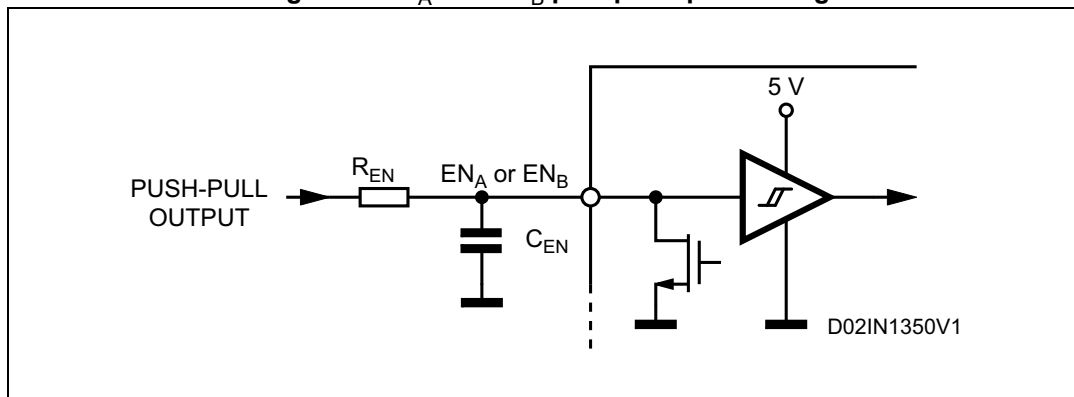 5 V
R_EN
EN_A or EN_B
PUSH-PULL
OUTPUT
C_EN
D02IN1350V1